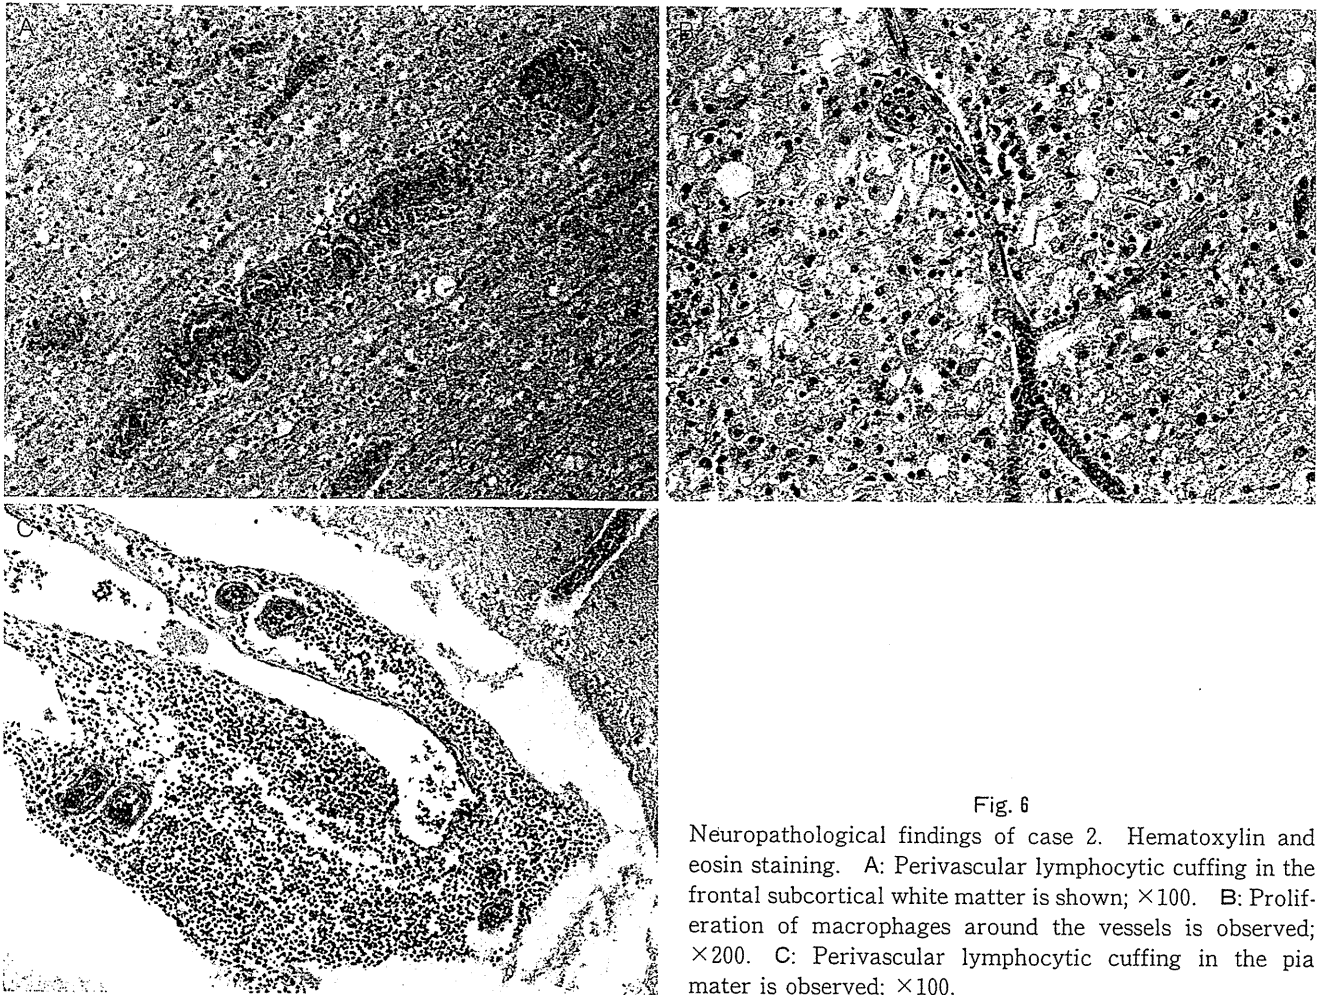 A
B
C
Fig. 6
Neuropathological findings of case 2. Hematoxylin and
eosin staining. A: Perivascular lymphocytic cuffing in the
frontal subcortical white matter is shown; ×100. B: Prolif-
eration of macrophages around the vessels is observed;
×200. C: Perivascular lymphocytic cuffing in the pia
mater is observed; ×100.